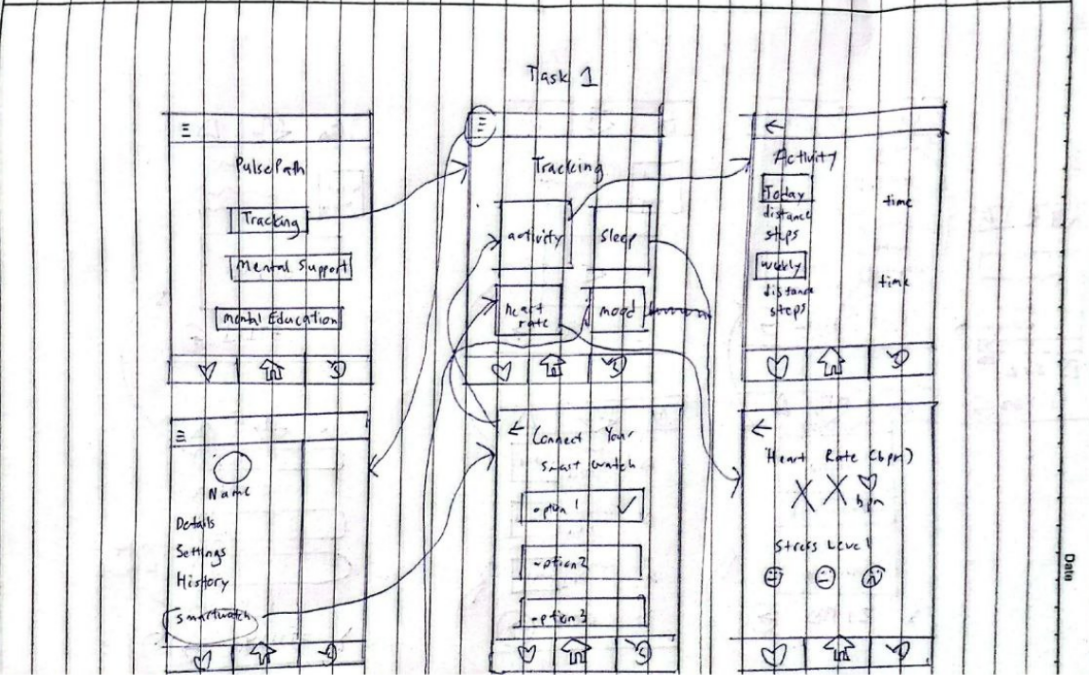 Task 1
PulsePath
Tracking
Mental Support
Mental Education
Tracking
activity
sleep
heart
rate
mood
Activity
Today
distance
steps
time
weekly
distance
steps
time
Name
Details
Settings
History
smartwatch
Connect Your
smart watch
option 1
option 2
option 3
Heart Rate (bpm)
X X
bpm
Stress Level
Date